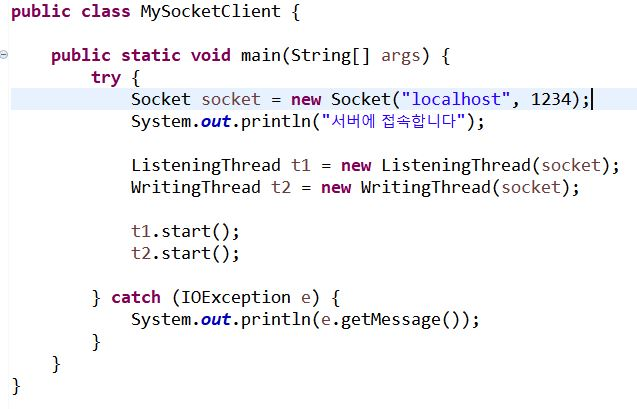 public class MySocketClient {
public static void main(String[] args) {
try {
Socket socket = new Socket("localhost", 1234);
System.out.println("서버에 접속합니다");
ListeningThread t1 = new ListeningThread(socket);
WritingThread t2 = new WritingThread(socket);
t1.start();
t2.start();
} catch (IOException e) {
System.out.println(e.getMessage());
}
}
}